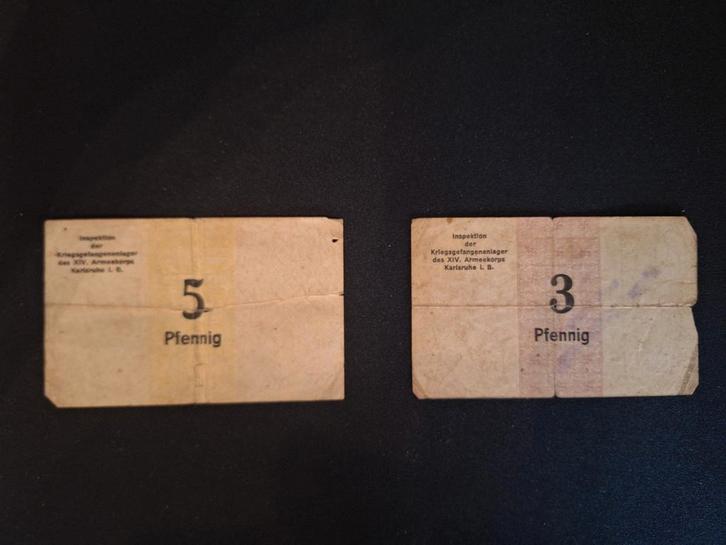 Inspektion
der
Kriegsgefangenenlager
des XIV. Armeekorps
Karlsruhe i. B.
5
Pfennig
Inspektion
der
Kriegsgefangenenlager
des XIV. Armeekorps
Karlsruhe i. B.
3
Pfennig